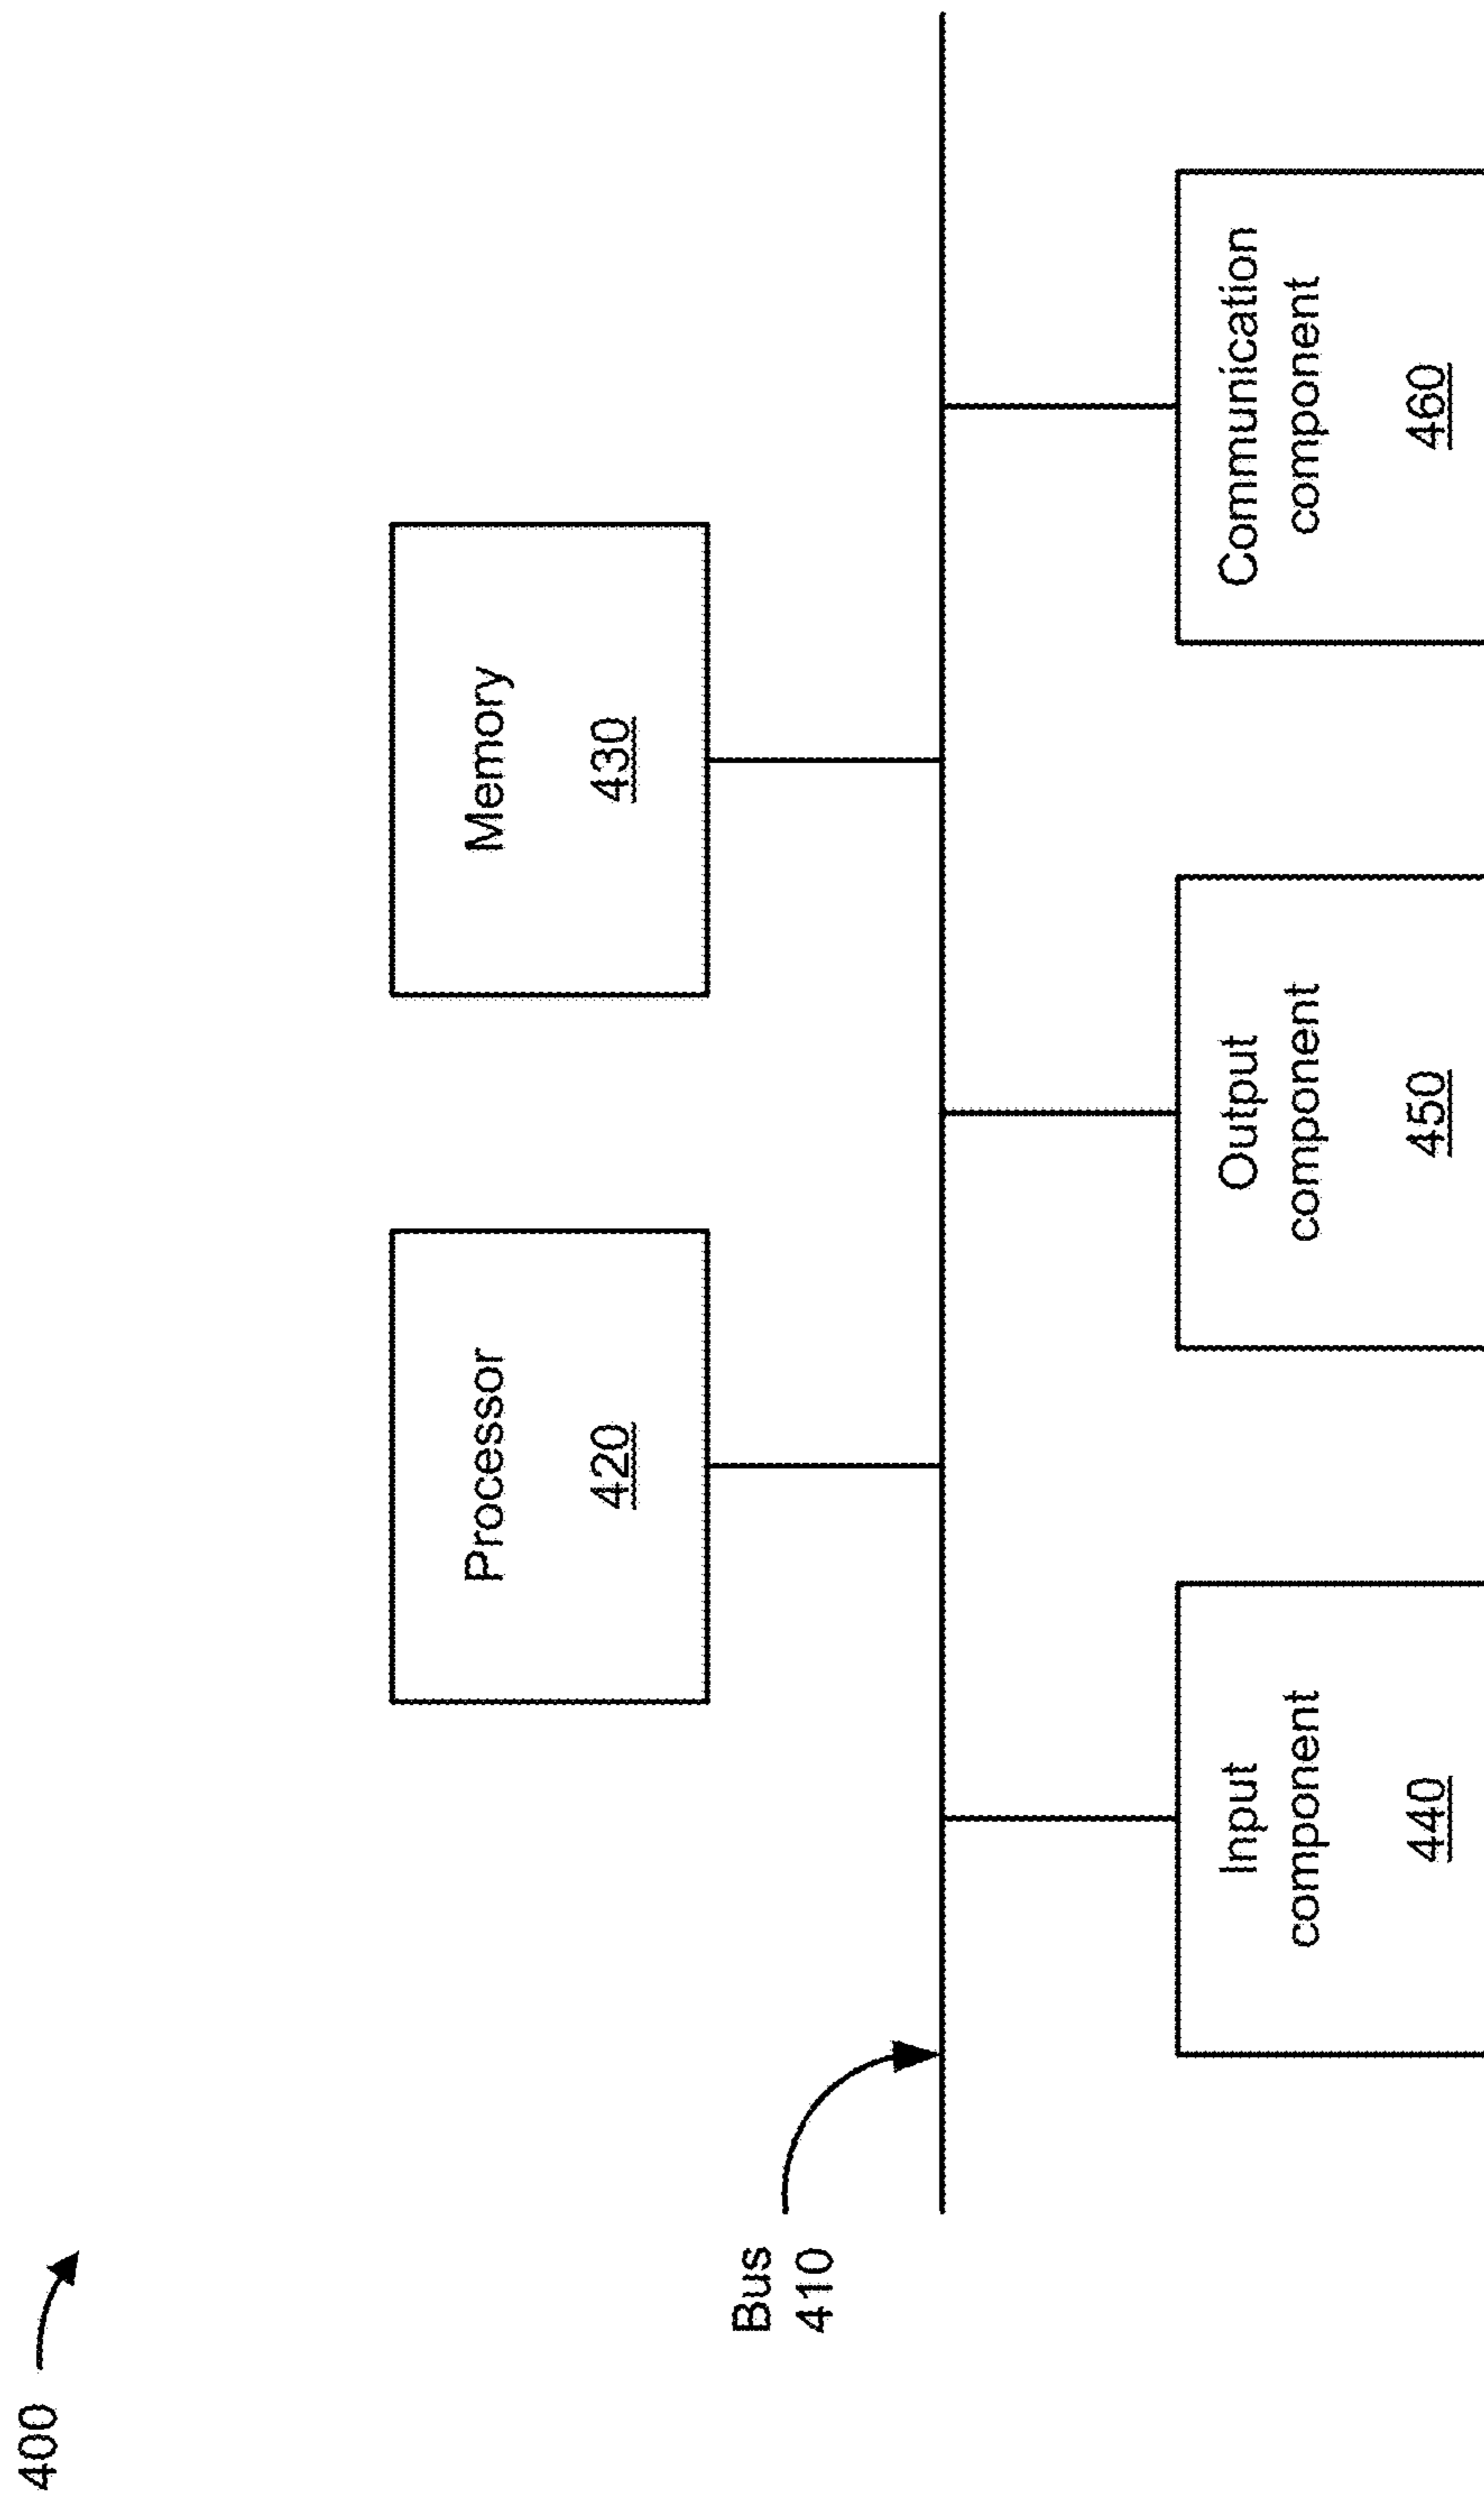 400
Processor
420
Memory
430
Bus
410
Input
component
440
Output
component
450
Communication
component
460